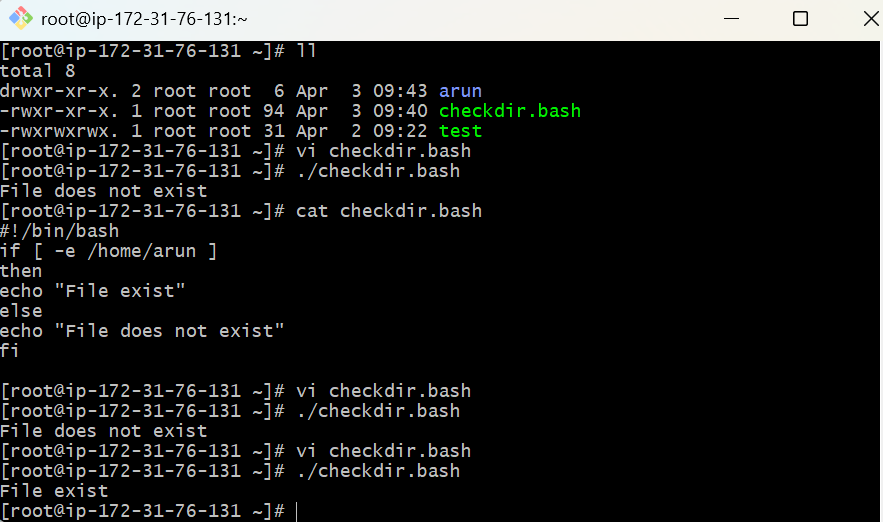 root@ip-172-31-76-131:~
[root@ip-172-31-76-131 ~]# ll
total 8
drwxr-xr-x. 2 root root  6 Apr  3 09:43 arun
-rwxr-xr-x. 1 root root 94 Apr  3 09:40 checkdir.bash
-rwxrwxrwx. 1 root root 31 Apr  2 09:22 test
[root@ip-172-31-76-131 ~]# vi checkdir.bash
[root@ip-172-31-76-131 ~]# ./checkdir.bash
File does not exist
[root@ip-172-31-76-131 ~]# cat checkdir.bash
#!/bin/bash
if [ -e /home/arun ]
then
echo "File exist"
else
echo "File does not exist"
fi
[root@ip-172-31-76-131 ~]# vi checkdir.bash
[root@ip-172-31-76-131 ~]# ./checkdir.bash
File does not exist
[root@ip-172-31-76-131 ~]# vi checkdir.bash
[root@ip-172-31-76-131 ~]# ./checkdir.bash
File exist
[root@ip-172-31-76-131 ~]#